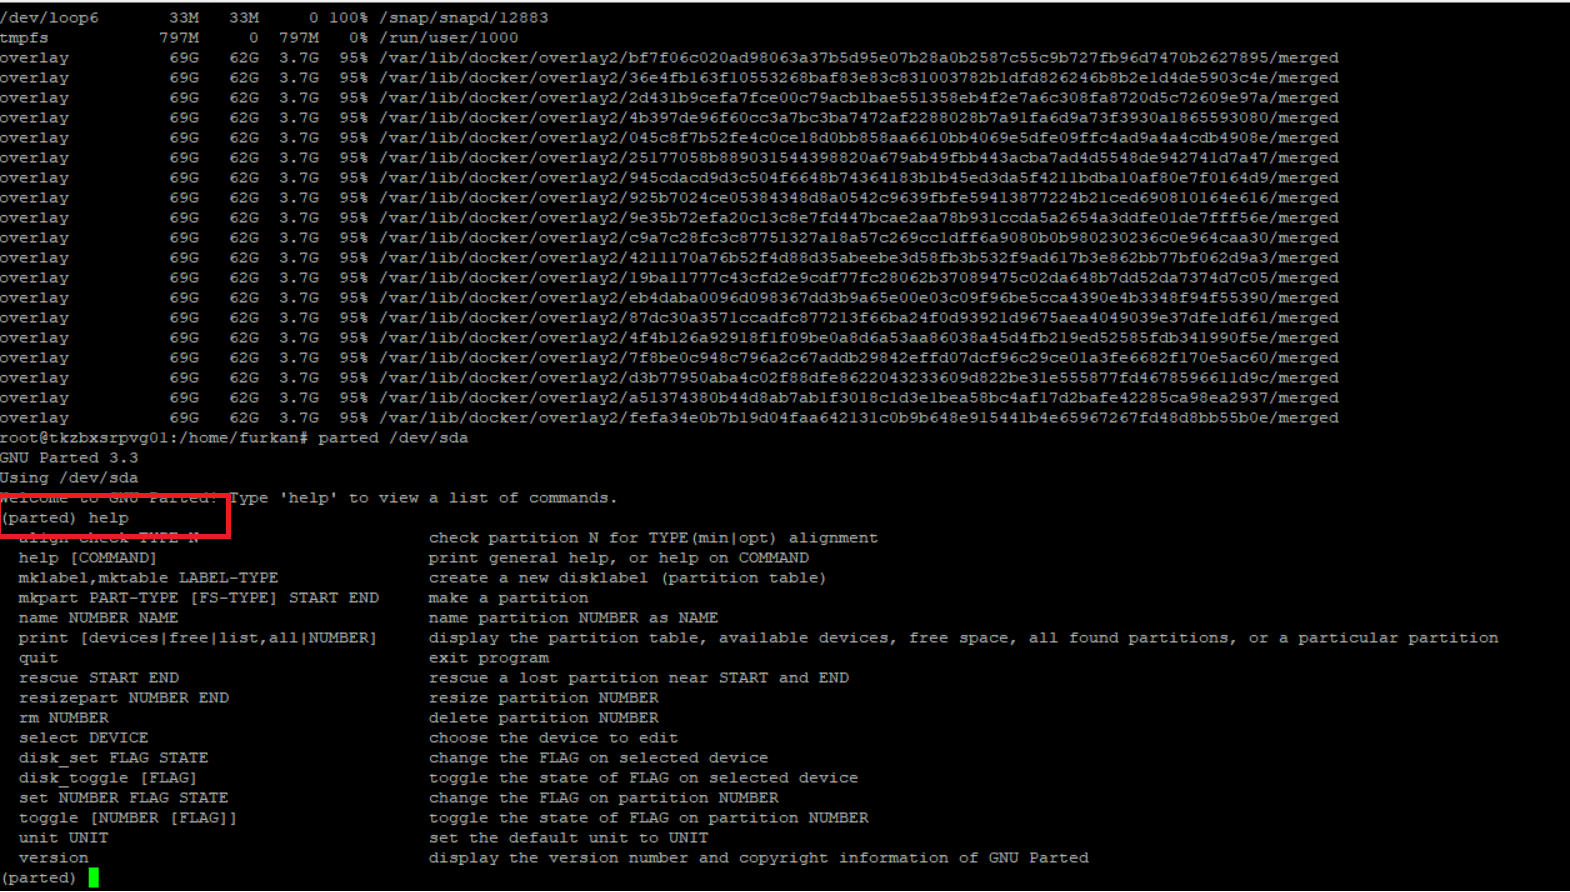 /dev/loop6 33M 33M 0 100% /snap/snapd/12883
tmpfs 797M 0 797M 0% /run/user/1000
overlay 69G 62G 3.7G 95% /var/lib/docker/overlay2/bf7f06c020ad98063a37b5d95e07b28a0b2587c55c9b727fb96d7470b2627895/merged
overlay 69G 62G 3.7G 95% /var/lib/docker/overlay2/36e4fb163f10553268baf83e83c831003782b1dfd826246b8b2e1d4de5903c4e/merged
overlay 69G 62G 3.7G 95% /var/lib/docker/overlay2/2d431b9cefa7fce00c79acb1bae551358eb4f2e7a6c308fa8720d5c72609e97a/merged
overlay 69G 62G 3.7G 95% /var/lib/docker/overlay2/4b397de96f60cc3a7bc3ba7472af2288028b7a91fa6d9a73f3930a1865593080/merged
overlay 69G 62G 3.7G 95% /var/lib/docker/overlay2/045c8f7b52fe4c0ce18d0bb858aa6610bb4069e5dfe09ffc4ad9a4a4cdb4908e/merged
overlay 69G 62G 3.7G 95% /var/lib/docker/overlay2/25177058b889031544398820a679ab49fbb443acba7ad4d5548de942741d7a47/merged
overlay 69G 62G 3.7G 95% /var/lib/docker/overlay2/945cdacd9d3c504f6648b74364183b1b45ed3da5f4211bdba10af80e7f0164d9/merged
overlay 69G 62G 3.7G 95% /var/lib/docker/overlay2/925b7024ce05384348d8a0542c9639fbfe59413877224b21ced690810164e616/merged
overlay 69G 62G 3.7G 95% /var/lib/docker/overlay2/9e35b72efa20c13c8e7fd447bcae2aa78b931ccda5a2654a3ddfe01de7fff56e/merged
overlay 69G 62G 3.7G 95% /var/lib/docker/overlay2/c9a7c28fc3c87751327a18a57c269cc1dff6a9080b0b980230236c0e964caa30/merged
overlay 69G 62G 3.7G 95% /var/lib/docker/overlay2/4211170a76b52f4d88d35abeebe3d58fb3b532f9ad617b3e862bb77bf062d9a3/merged
overlay 69G 62G 3.7G 95% /var/lib/docker/overlay2/19ba11777c43cfd2e9cdf77fc28062b37089475c02da648b7dd52da7374d7c05/merged
overlay 69G 62G 3.7G 95% /var/lib/docker/overlay2/eb4daba0096d098367dd3b9a65e00e03c09f96be5cca4390e4b3348f94f55390/merged
overlay 69G 62G 3.7G 95% /var/lib/docker/overlay2/87dc30a3571ccadfc877213f66ba24f0d93921d9675aea4049039e37dfe1df61/merged
overlay 69G 62G 3.7G 95% /var/lib/docker/overlay2/4f4b126a92918f1f09be0a8d6a53aa86038a45d4fb219ed52585fdb341990f5e/merged
overlay 69G 62G 3.7G 95% /var/lib/docker/overlay2/7f8be0c948c796a2c67addb29842effd07dcf96c29ce01a3fe6682f170e5ac60/merged
overlay 69G 62G 3.7G 95% /var/lib/docker/overlay2/d3b77950aba4c02f88dfe8622043233609d822be31e555877fd4678596611d9c/merged
overlay 69G 62G 3.7G 95% /var/lib/docker/overlay2/a51374380b44d8ab7ab1f3018c1d3e1bea58bc4af17d2bafe42285ca98ea2937/merged
overlay 69G 62G 3.7G 95% /var/lib/docker/overlay2/fefa34e0b7b19d04faa642131c0b9b648e915441b4e65967267fd48d8bb55b0e/merged
root@tkzbxsrpvg01:/home/furkan# parted /dev/sda
GNU Parted 3.3
Using /dev/sda
Welcome to GNU Parted! Type 'help' to view a list of commands.
(parted) help
align-check TYPE N check partition N for TYPE(min|opt) alignment
help [COMMAND] print general help, or help on COMMAND
mklabel,mktable LABEL-TYPE create a new disklabel (partition table)
mkpart PART-TYPE [FS-TYPE] START END make a partition
name NUMBER NAME name partition NUMBER as NAME
print [devices|free|list,all|NUMBER] display the partition table, available devices, free space, all found partitions, or a particular partition
quit exit program
rescue START END rescue a lost partition near START and END
resizepart NUMBER END resize partition NUMBER
rm NUMBER delete partition NUMBER
select DEVICE choose the device to edit
disk_set FLAG STATE change the FLAG on selected device
disk_toggle [FLAG] toggle the state of FLAG on selected device
set NUMBER FLAG STATE change the FLAG on partition NUMBER
toggle [NUMBER [FLAG]] toggle the state of FLAG on partition NUMBER
unit UNIT set the default unit to UNIT
version display the version number and copyright information of GNU Parted
(parted)